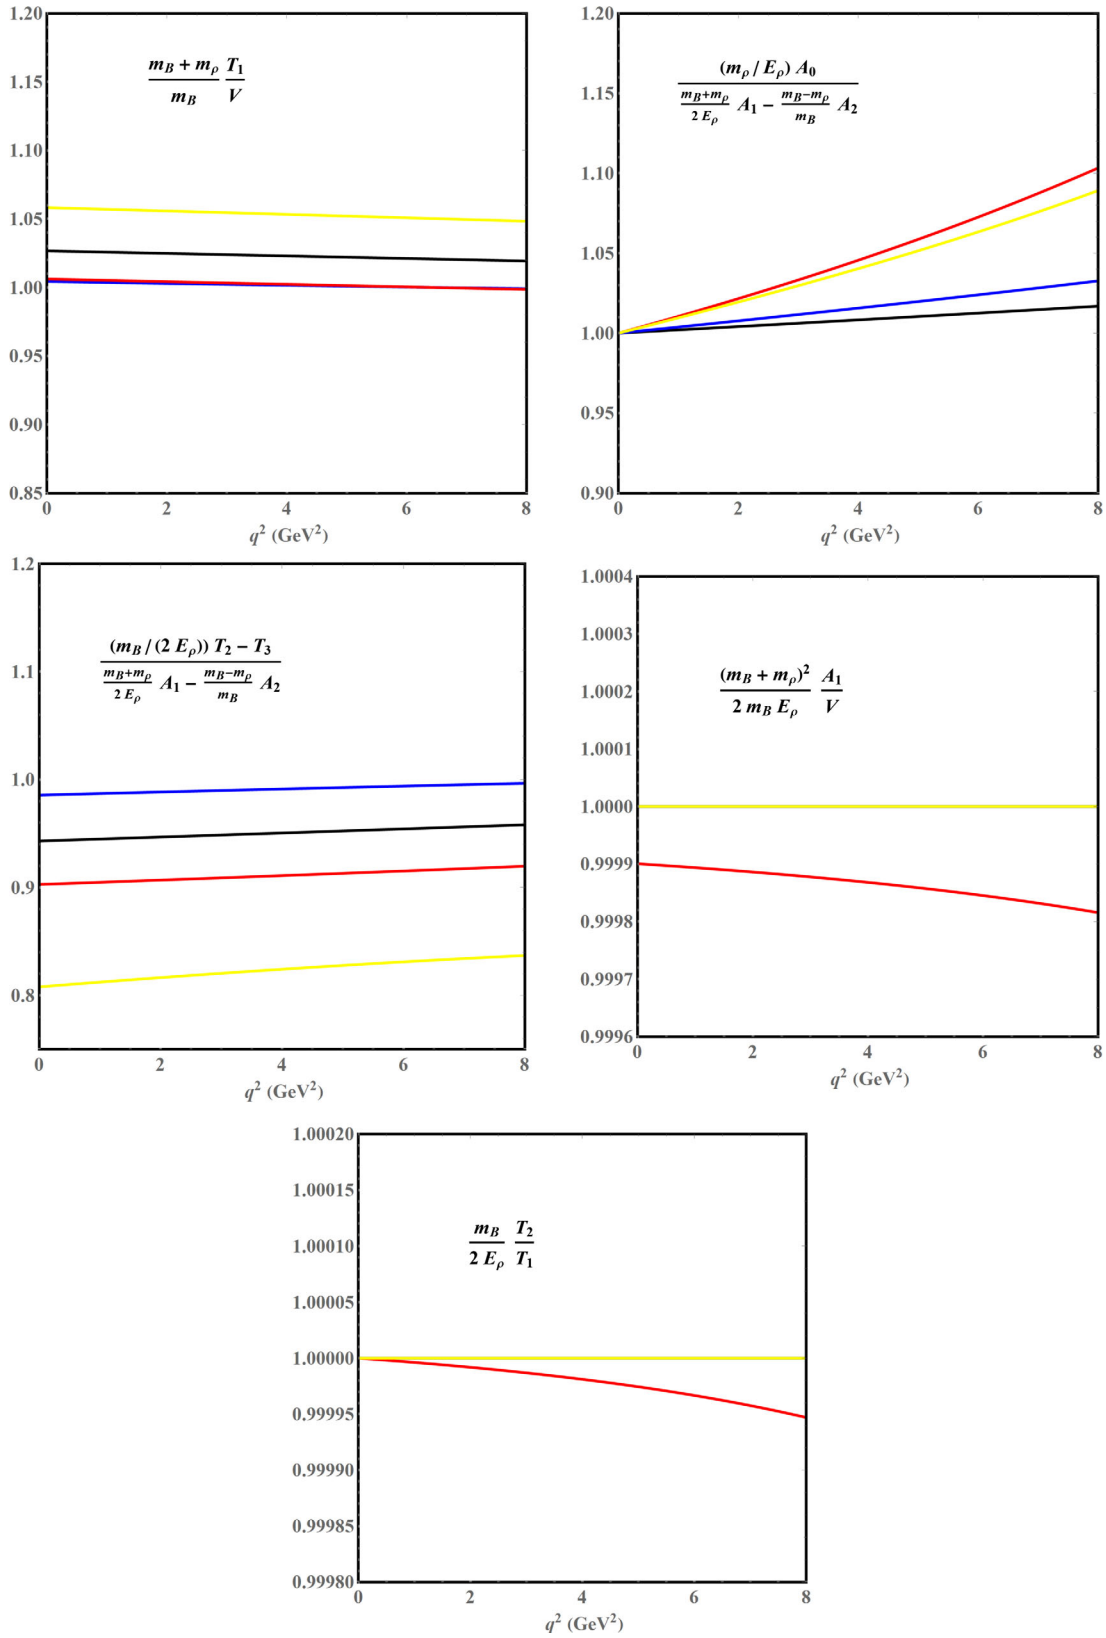 1.20
1.15
1.10
1.05
1.00
0.95
0.90
0.85
0 2 4 6 8
q² (GeV²)
(m_B + m_ρ)/m_B T_1/V
1.20
1.15
1.10
1.05
1.00
0.95
0.90
0 2 4 6 8
q² (GeV²)
(m_ρ / E_ρ) A_0
(m_B+m_ρ)/(2 E_ρ) A_1 − (m_B−m_ρ)/m_B A_2
1.2
1.1
1.0
0.9
0.8
0 2 4 6 8
q² (GeV²)
(m_B / (2 E_ρ)) T_2 − T_3
(m_B+m_ρ)/(2 E_ρ) A_1 − (m_B−m_ρ)/m_B A_2
1.0004
1.0003
1.0002
1.0001
1.0000
0.9999
0.9998
0.9997
0.9996
0 2 4 6 8
q² (GeV²)
(m_B + m_ρ)²/(2 m_B E_ρ) A_1/V
1.00020
1.00015
1.00010
1.00005
1.00000
0.99995
0.99990
0.99985
0.99980
0 2 4 6 8
q² (GeV²)
m_B/(2 E_ρ) T_2/T_1